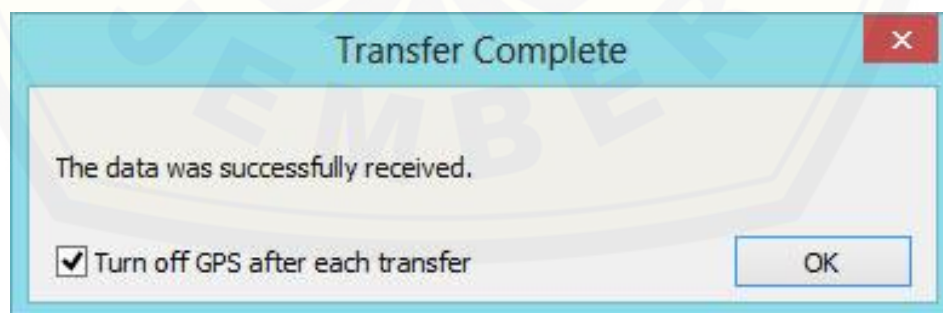 Transfer Complete
The data was successfully received.
Turn off GPS after each transfer
OK